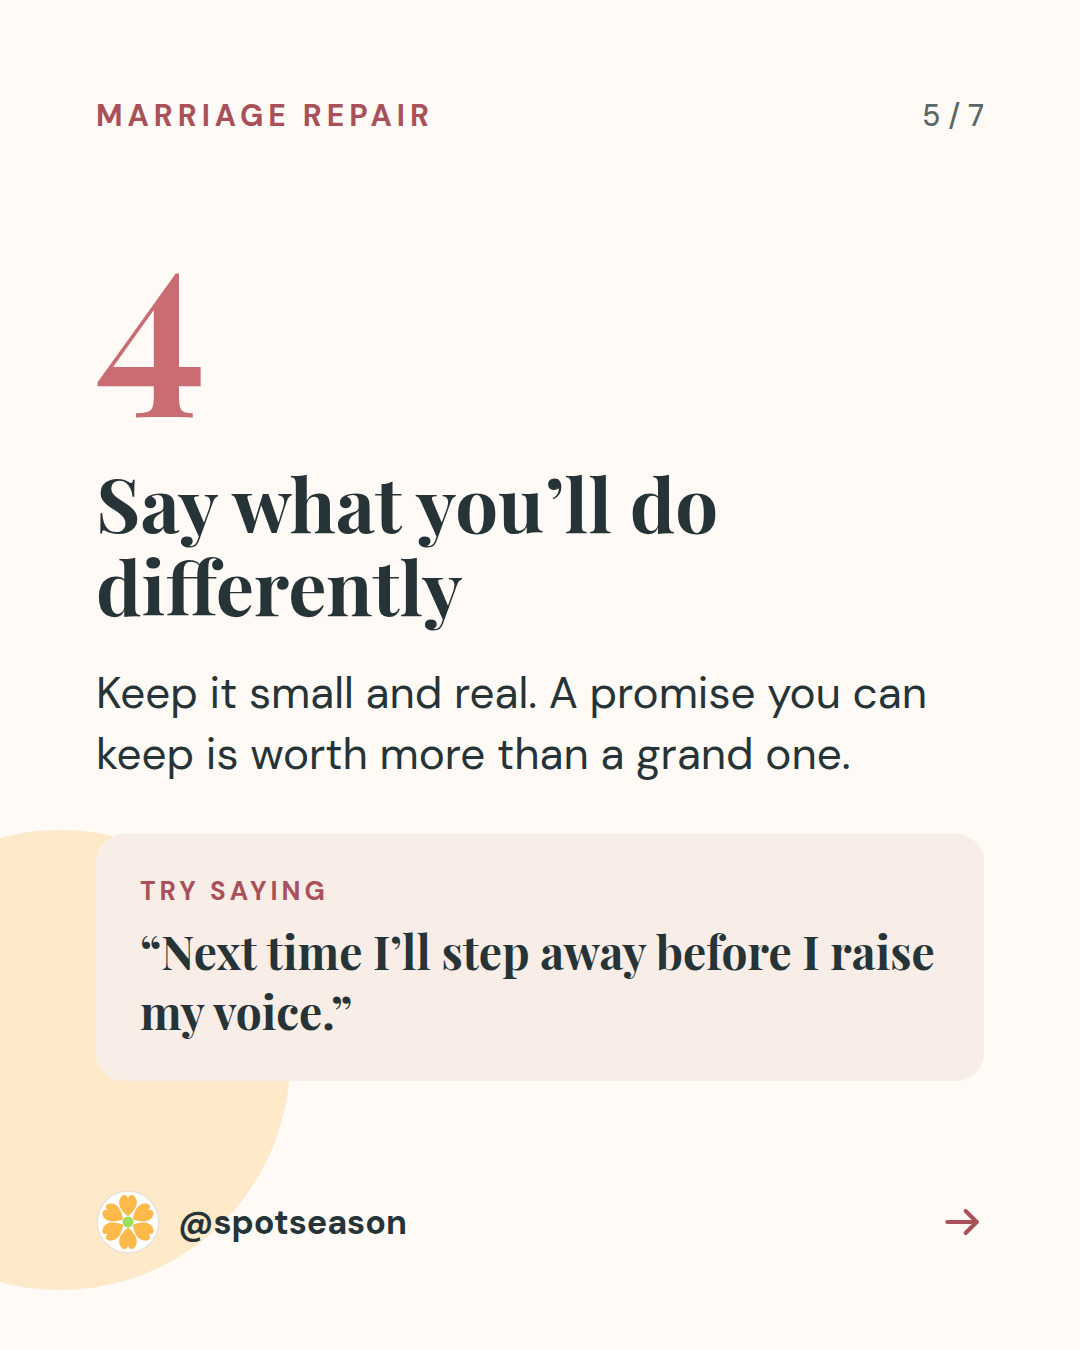 MARRIAGE REPAIR
5 / 7
4
Say what you’ll do
differently
Keep it small and real. A promise you can
keep is worth more than a grand one.
TRY SAYING
“Next time I’ll step away before I raise
my voice.”
@spotseason
→